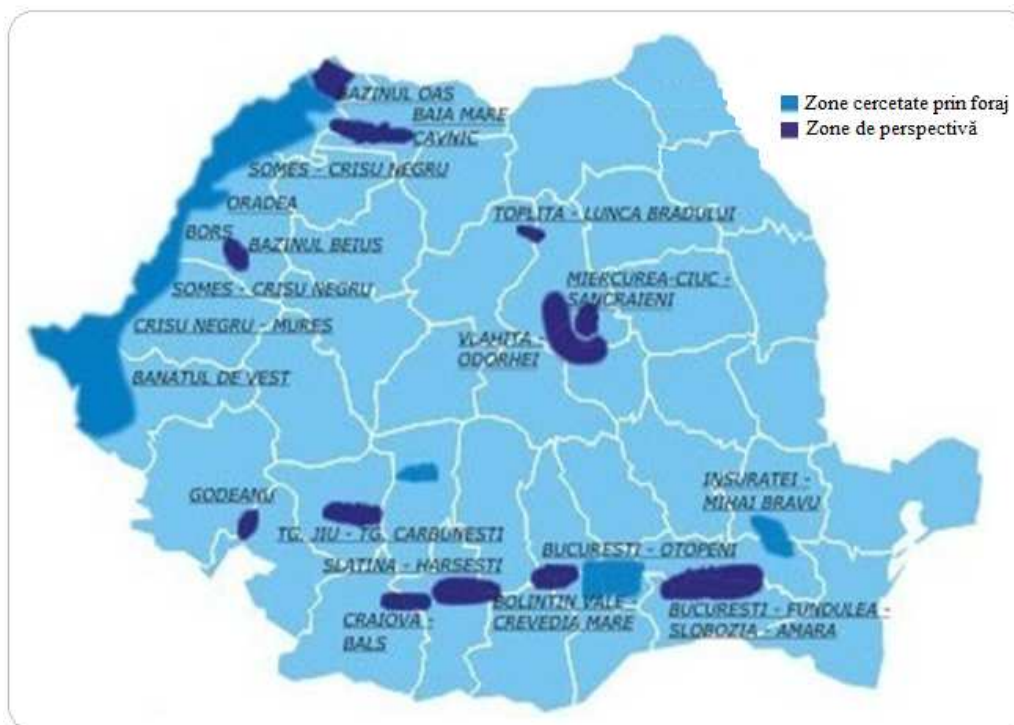 BAZINUL OAS
BAIA MARE
CAVNIC
Zone cercetate prin foraj
Zone de perspectivă
SOMES - CRISU NEGRU
ORADEA
TOPLITA - LUNCA BRADULUI
BORS
BAZINUL BEIUS
MIERCUREA-CIUC -
SANCRAIENI
SOMES - CRISU NEGRU
CRISU NEGRU - MURES
VLAHITA -
ODORHEI
BANATUL DE VEST
INSURATEI -
MIHAI BRAVU
GODEANU
TG. JIU - TG. CARBUNESTI
BUCURESTI - OTOPENI
SLATINA - HARSESTI
BOLINTIN VALE -
CREVEDIA MARE
CRAIOVA -
BALS
BUCURESTI - FUNDULEA -
SLOBOZIA - AMARA